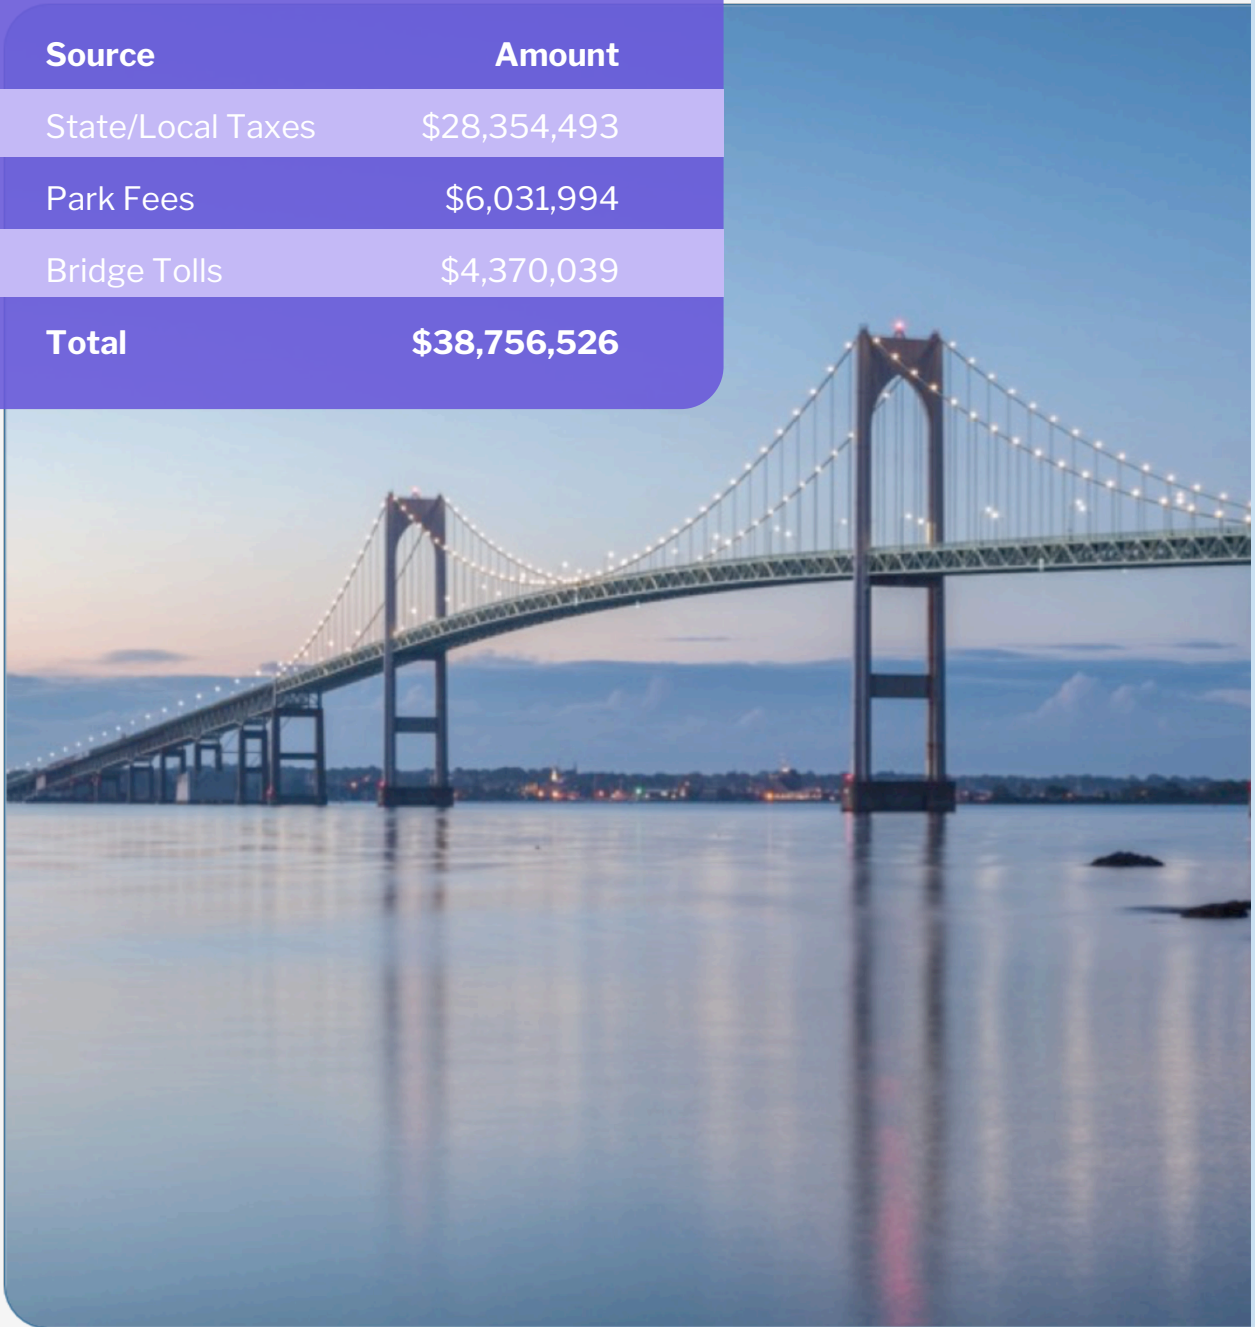 Source Amount
State/Local Taxes $28,354,493
Park Fees $6,031,994
Bridge Tolls $4,370,039
Total $38,756,526